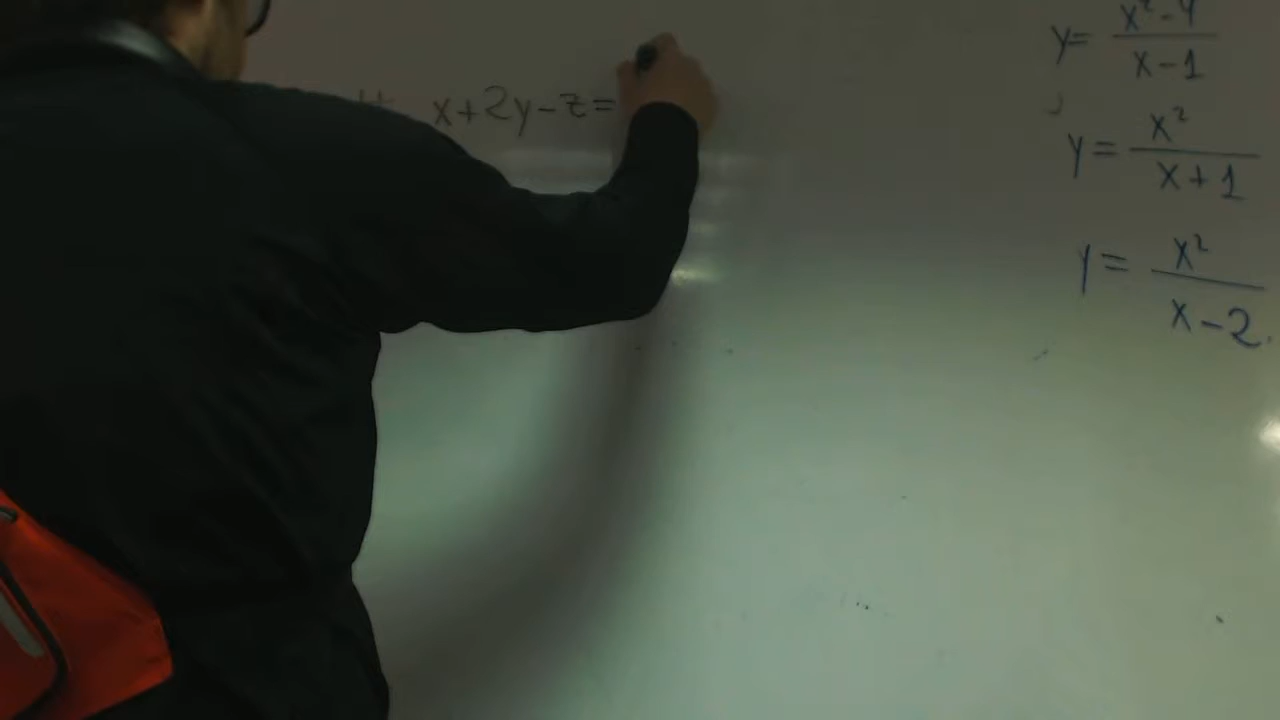 x+2y-z=
y= x²-4 / x-1
y= x² / x+1
y= x² / x-2